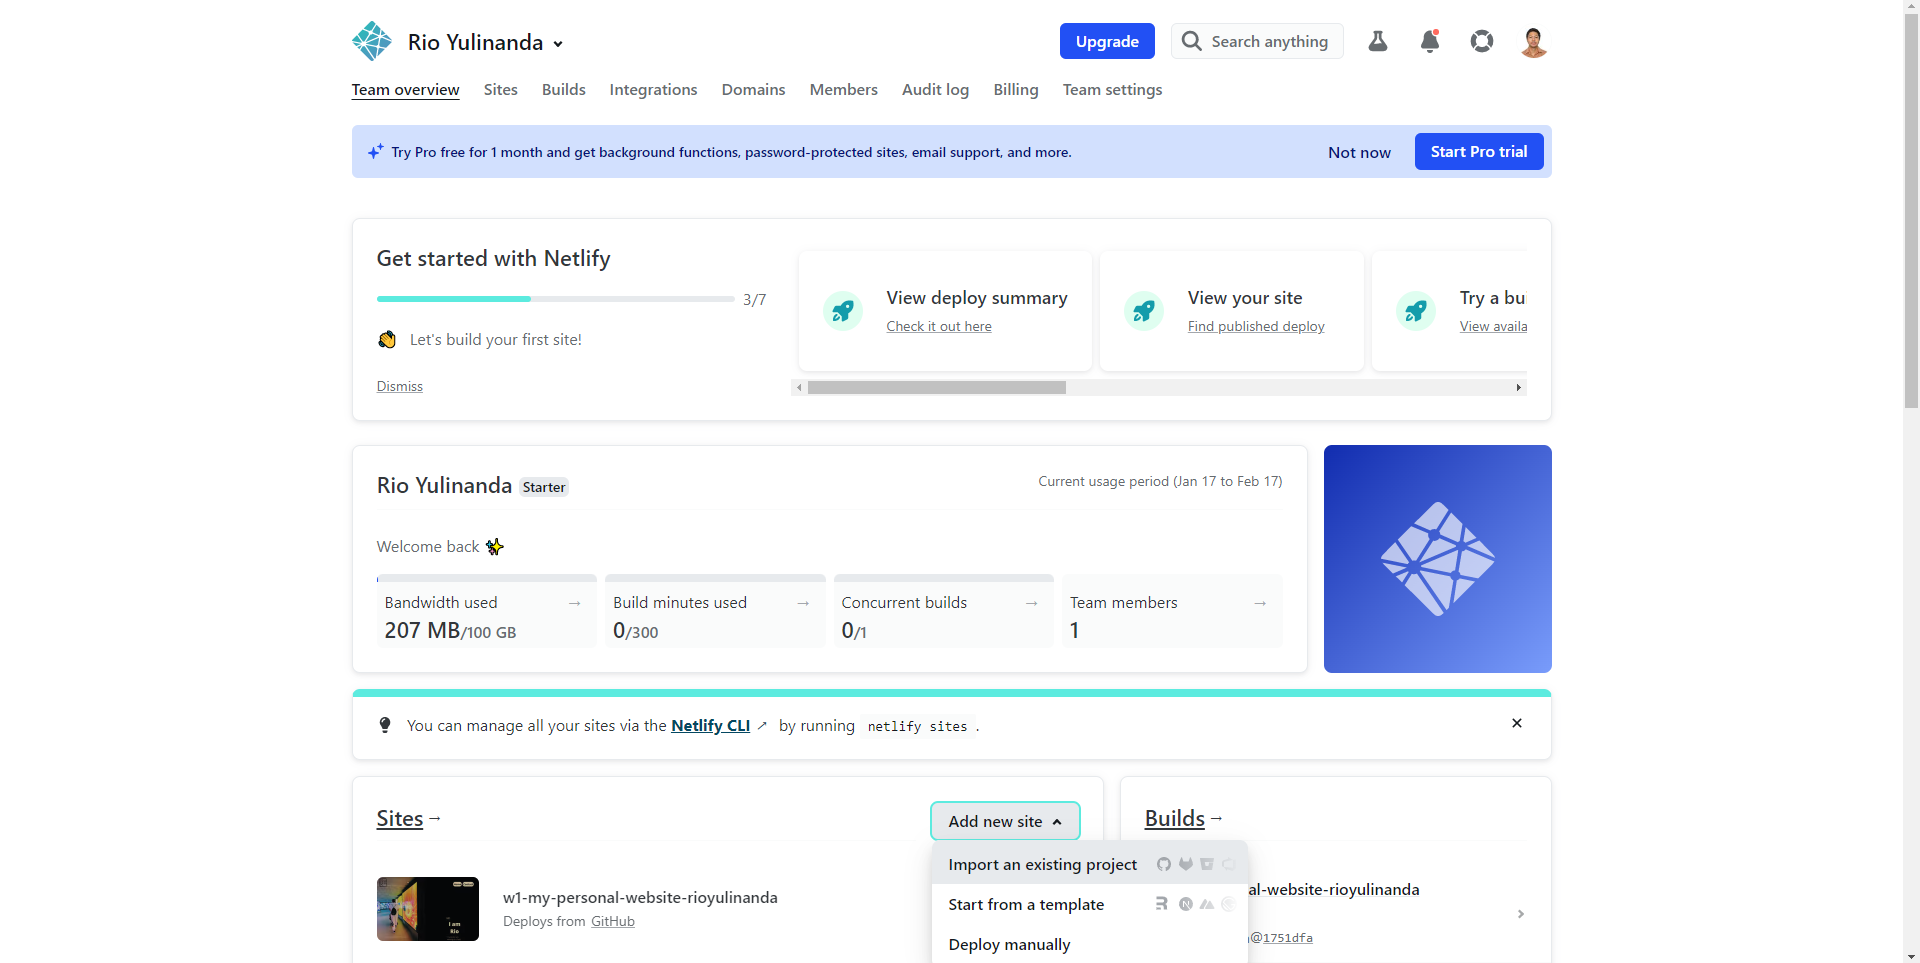 Rio Yulinanda
Upgrade
Search anything
Team overview Sites Builds Integrations Domains Members Audit log Billing Team settings
Try Pro free for 1 month and get background functions, password-protected sites, email support, and more.
Not now
Start Pro trial
Get started with Netlify
3/7
Let's build your first site!
Dismiss
View deploy summary
Check it out here
View your site
Find published deploy
Try a bui
View availa
Rio Yulinanda Starter
Current usage period (Jan 17 to Feb 17)
Welcome back
Bandwidth used →
207 MB/100 GB
Build minutes used →
0/300
Concurrent builds →
0/1
Team members →
1
You can manage all your sites via the Netlify CLI ↗ by running netlify sites .
Sites →
Add new site
Import an existing project
Start from a template
Deploy manually
w1-my-personal-website-rioyulinanda
Deploys from GitHub
I am
Rio
Builds →
al-website-rioyulinanda
@1751dfa